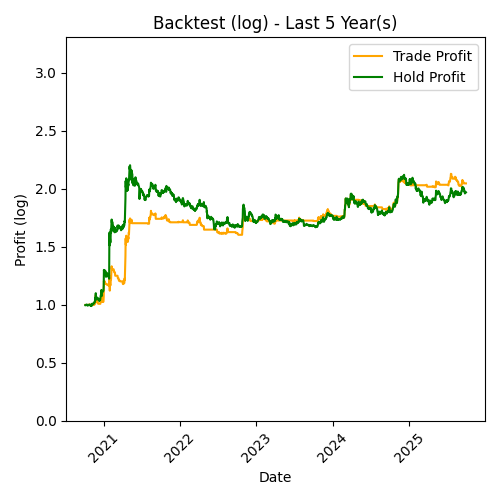 Backtest (log) - Last 5 Year(s)
Trade Profit
Hold Profit
Profit (log)
3.0
2.5
2.0
1.5
1.0
0.5
0.0
2021
2022
2023
2024
2025
Date